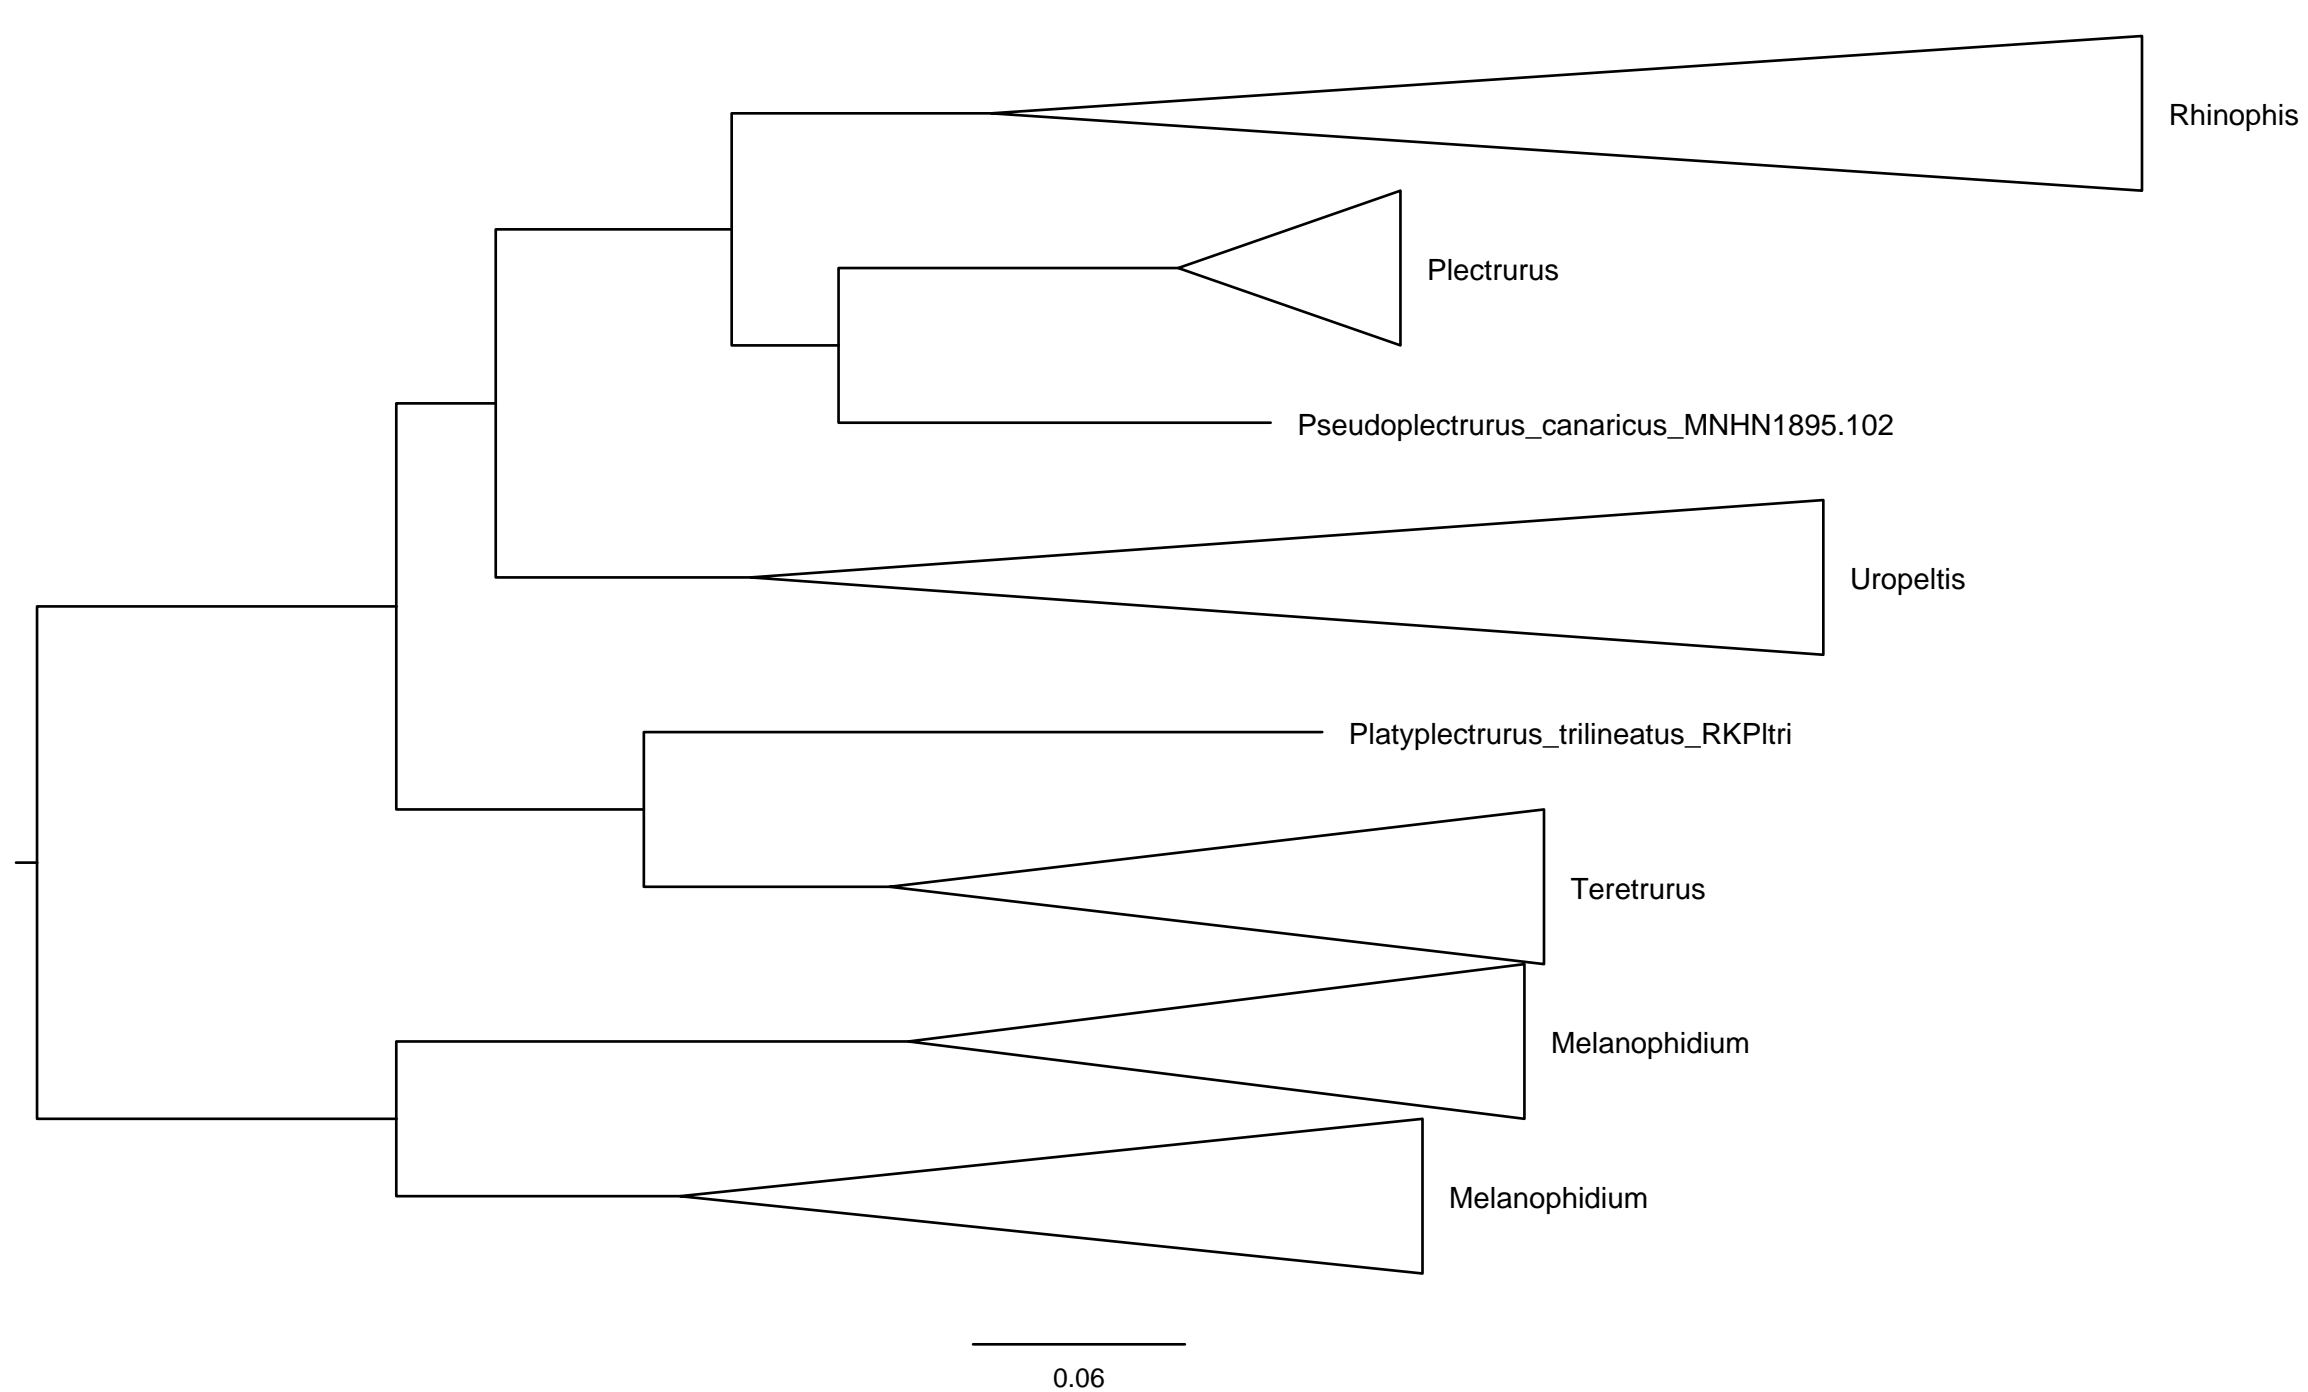 Rhinophis
Plectrurus
Pseudoplectrurus_canaricus_MNHN1895.102
Uropeltis
Platyplectrurus_trilineatus_RKPltri
Teretrurus
Melanophidium
Melanophidium
0.06